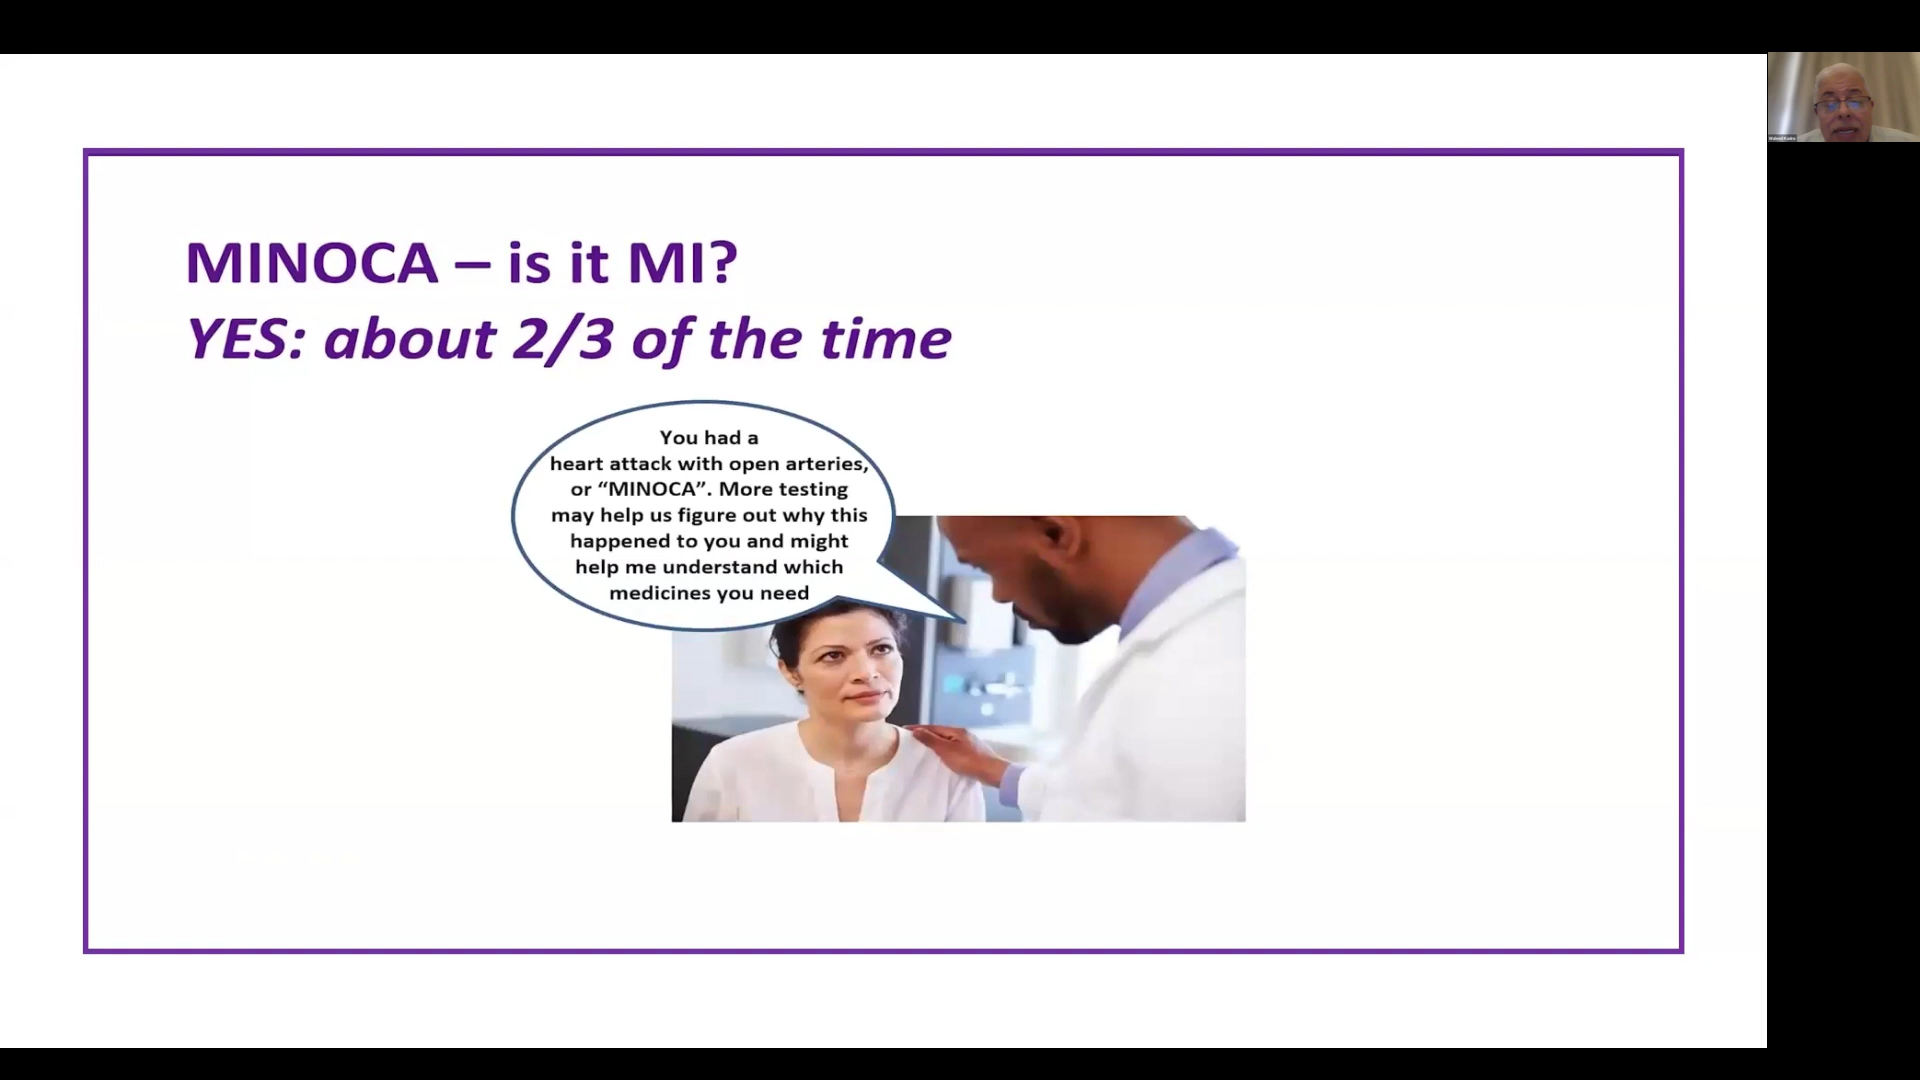 MINOCA – is it MI?
YES: about 2/3 of the time
You had a
heart attack with open arteries,
or “MINOCA”. More testing
may help us figure out why this
happened to you and might
help me understand which
medicines you need